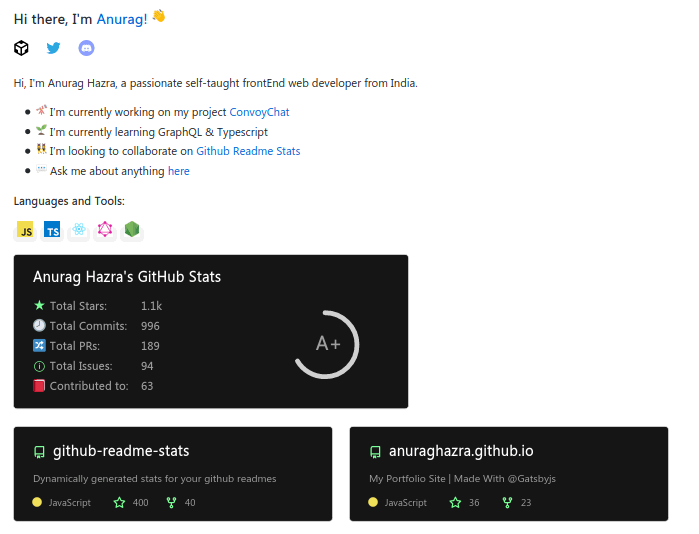 Hi there, I'm Anurag! 👋
Hi, I'm Anurag Hazra, a passionate self-taught frontEnd web developer from India.
I'm currently working on my project ConvoyChat
I'm currently learning GraphQL & Typescript
I'm looking to collaborate on Github Readme Stats
Ask me about anything here
Languages and Tools:
JS TS
Anurag Hazra's GitHub Stats
Total Stars: 1.1k
Total Commits: 996
Total PRs: 189
Total Issues: 94
Contributed to: 63
A+
github-readme-stats
Dynamically generated stats for your github readmes
JavaScript 400 40
anuraghazra.github.io
My Portfolio Site | Made With @Gatsbyjs
JavaScript 36 23